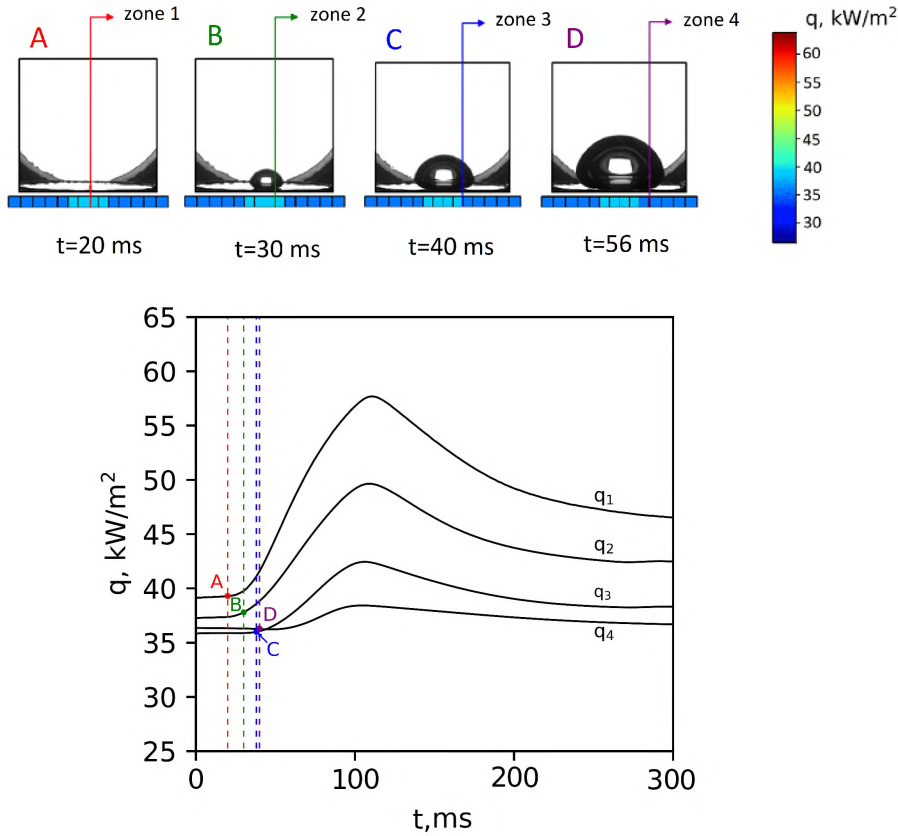 zone 1
zone 2
zone 3
zone 4
q, kW/m²
A
B
C
D
60
55
50
45
40
35
30
t=20 ms
t=30 ms
t=40 ms
t=56 ms
65
60
55
50
45
40
35
30
25
q, kW/m²
q₁
q₂
q₃
q₄
A
B
D
C
0
100
200
300
t,ms